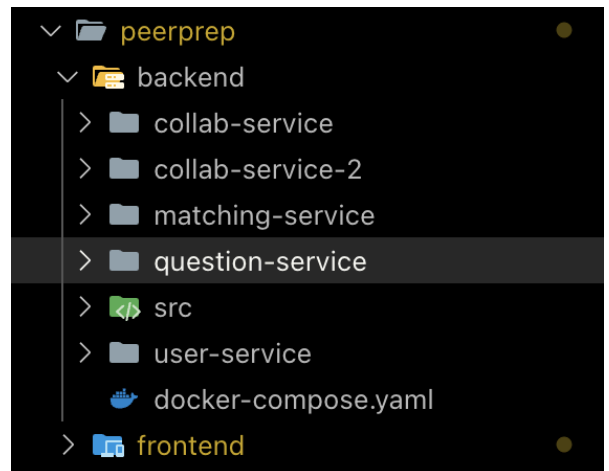 peerprep
backend
collab-service
collab-service-2
matching-service
question-service
src
user-service
docker-compose.yaml
frontend